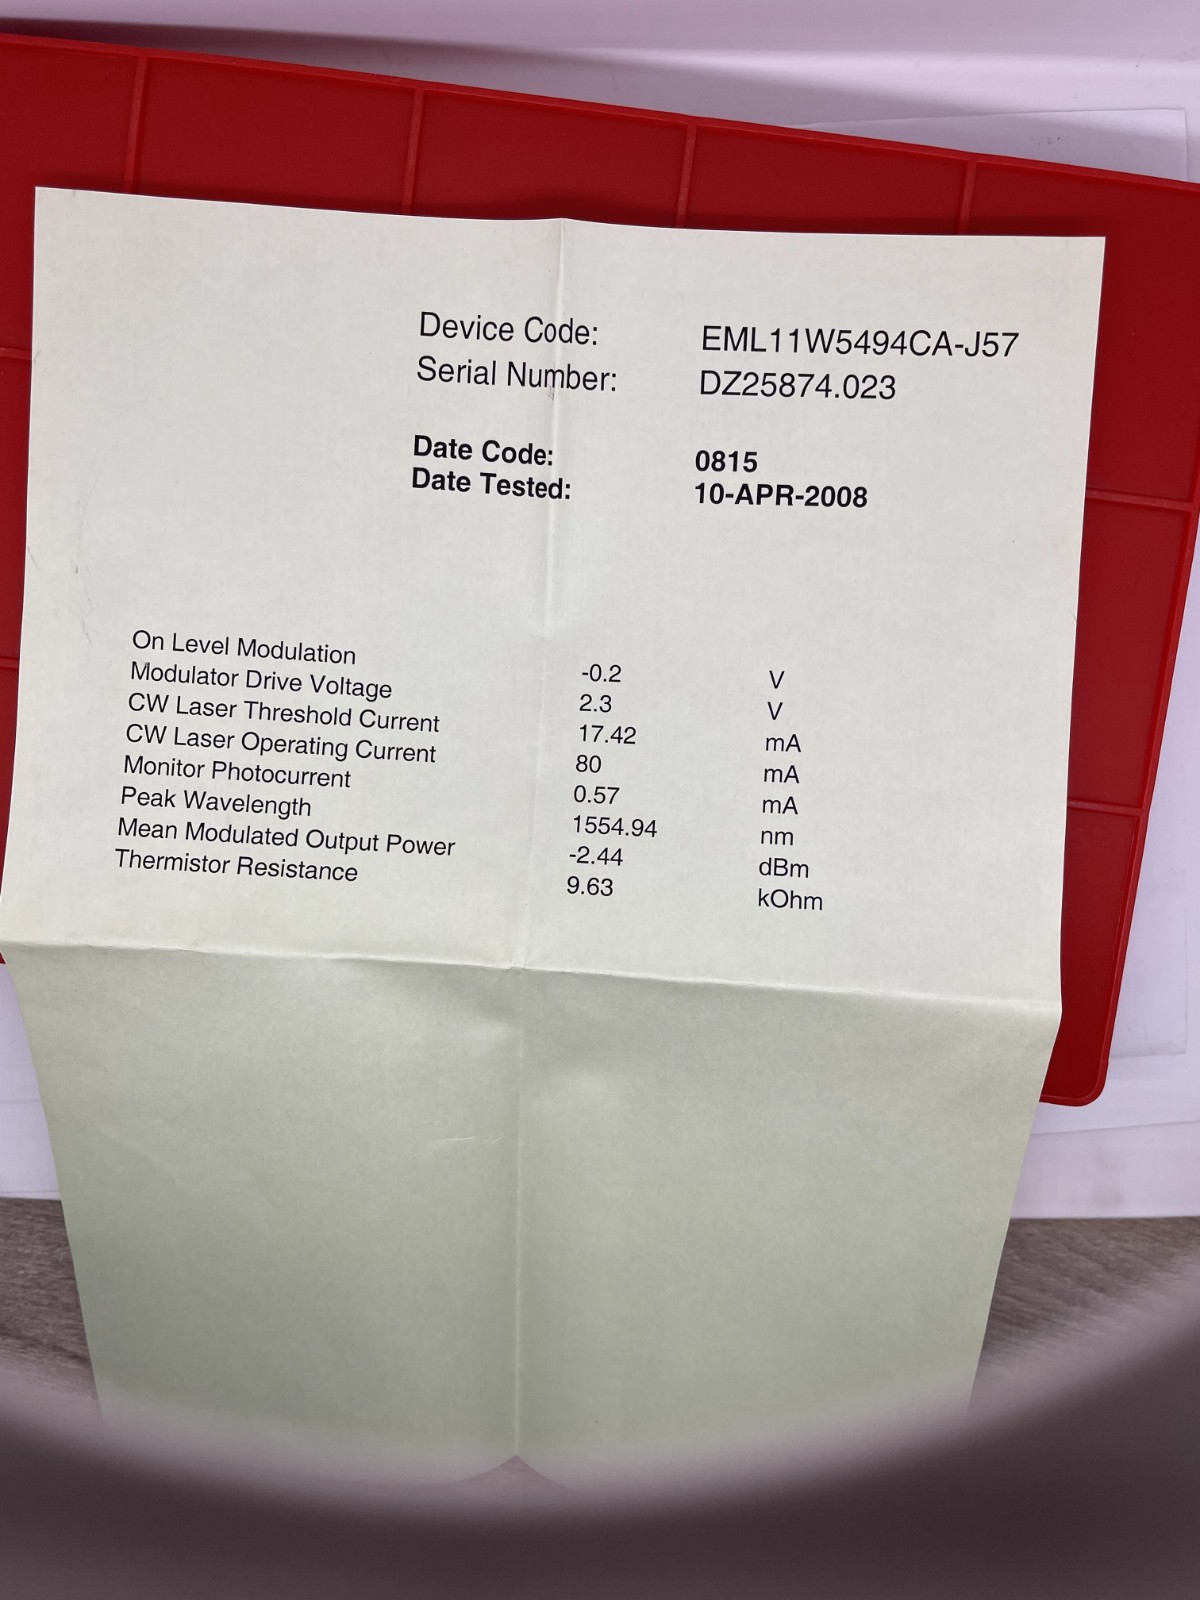 Device Code: EML11W5494CA-J57
Serial Number: DZ25874.023
Date Code: 0815
Date Tested: 10-APR-2008
On Level Modulation -0.2 V
Modulator Drive Voltage 2.3 V
CW Laser Threshold Current 17.42 mA
CW Laser Operating Current 80 mA
Monitor Photocurrent 0.57 mA
Peak Wavelength 1554.94 nm
Mean Modulated Output Power -2.44 dBm
Thermistor Resistance 9.63 kOhm